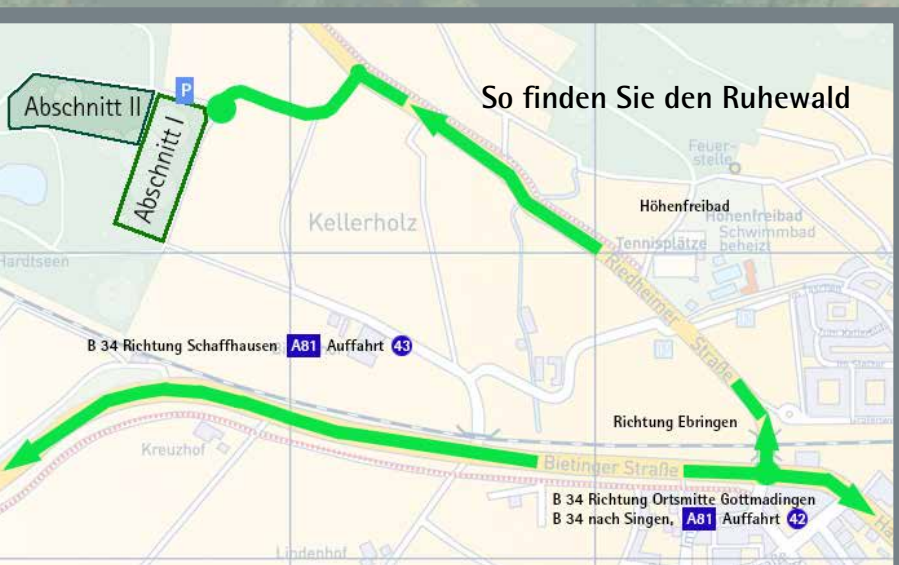 So finden Sie den Ruhewald
P
Abschnitt II
Abschnitt I
Feuer-
stelle
Höhenfreibad
Höhenfreibad
Schwimmbad
beheizt
Tennisplätze
Kellerholz
Hardtseen
Riedheimer Straße
B 34 Richtung Schaffhausen A81 Auffahrt 43
Richtung Ebringen
Kreuzhof
Bietinger Straße
B 34 Richtung Ortsmitte Gottmadingen
B 34 nach Singen, A81 Auffahrt 42
Lindenhof